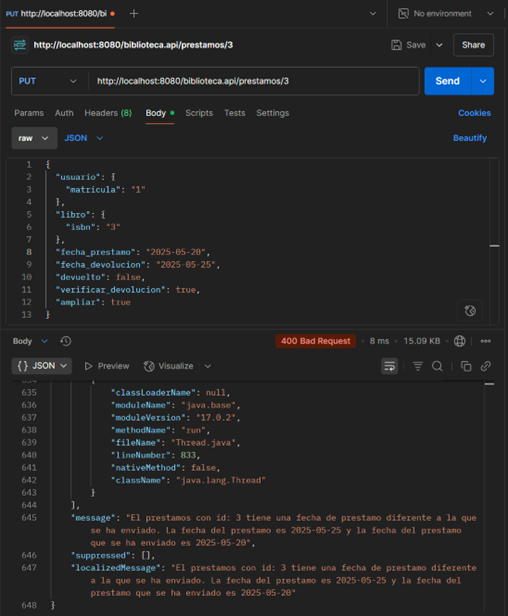 PUT http://localhost:8080/bi
No environment
http://localhost:8080/biblioteca.api/prestamos/3
Save
Share
PUT
http://localhost:8080/biblioteca.api/prestamos/3
Send
Params Auth Headers (8) Body Scripts Tests Settings Cookies
raw JSON Beautify
1 {
2 "usuario": {
3 "matricula": "1"
4 },
5 "libro": {
6 "isbn": "3"
7 },
8 "fecha_prestamo": "2025-05-20",
9 "fecha_devolucion": "2025-05-25",
10 "devuelto": false,
11 "verificar_devolucion": true,
12 "ampliar": true
13 }
Body 400 Bad Request 8 ms 15.09 KB
{} JSON Preview Visualize
634 {
635 "classLoaderName": null,
636 "moduleName": "java.base",
637 "moduleVersion": "17.0.2",
638 "methodName": "run",
639 "fileName": "Thread.java",
640 "lineNumber": 833,
641 "nativeMethod": false,
642 "className": "java.lang.Thread"
643 }
644 ],
645 "message": "El prestamos con id: 3 tiene una fecha de prestamo diferente a la que
se ha enviado. La fecha del prestamo es 2025-05-25 y la fecha del prestamo
que se ha enviado es 2025-05-20",
646 "suppressed": [],
647 "localizedMessage": "El prestamos con id: 3 tiene una fecha de prestamo diferente
a la que se ha enviado. La fecha del prestamo es 2025-05-25 y la fecha del
prestamo que se ha enviado es 2025-05-20"
648 }